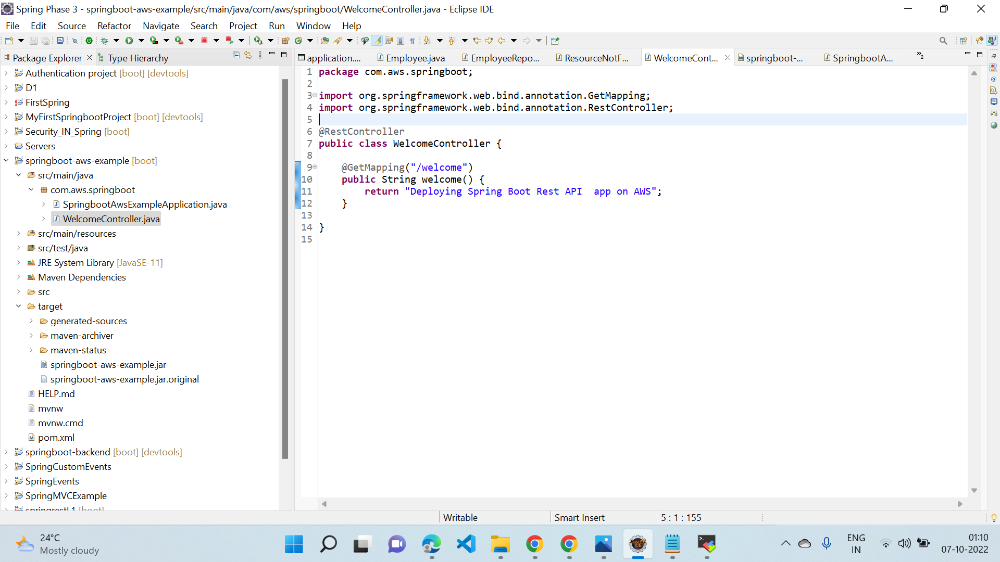 Spring Phase 3 - springboot-aws-example/src/main/java/com/aws/springboot/WelcomeController.java - Eclipse IDE
File Edit Source Refactor Navigate Search Project Run Window Help
Package Explorer Type Hierarchy
Authentication project [boot] [devtools]
D1
FirstSpring
MyFirstSpringbootProject [boot] [devtools]
Security_IN_Spring [boot]
Servers
springboot-aws-example [boot]
src/main/java
com.aws.springboot
SpringbootAwsExampleApplication.java
WelcomeController.java
src/main/resources
src/test/java
JRE System Library [JavaSE-11]
Maven Dependencies
src
target
generated-sources
maven-archiver
maven-status
springboot-aws-example.jar
springboot-aws-example.jar.original
HELP.md
mvnw
mvnw.cmd
pom.xml
springboot-backend [boot] [devtools]
SpringCustomEvents
SpringEvents
SpringMVCExample
springrest1 [boot]
application.... Employee.java EmployeeRepo... ResourceNotF... WelcomeCont... springboot-... SpringbootA... »2
1 package com.aws.springboot;
2
3 import org.springframework.web.bind.annotation.GetMapping;
4 import org.springframework.web.bind.annotation.RestController;
5
6 @RestController
7 public class WelcomeController {
8
9 @GetMapping("/welcome")
10 public String welcome() {
11 return "Deploying Spring Boot Rest API  app on AWS";
12 }
13
14 }
15
Writable Smart Insert 5 : 1 : 155
24°C
Mostly cloudy
ENG
IN
01:10
07-10-2022